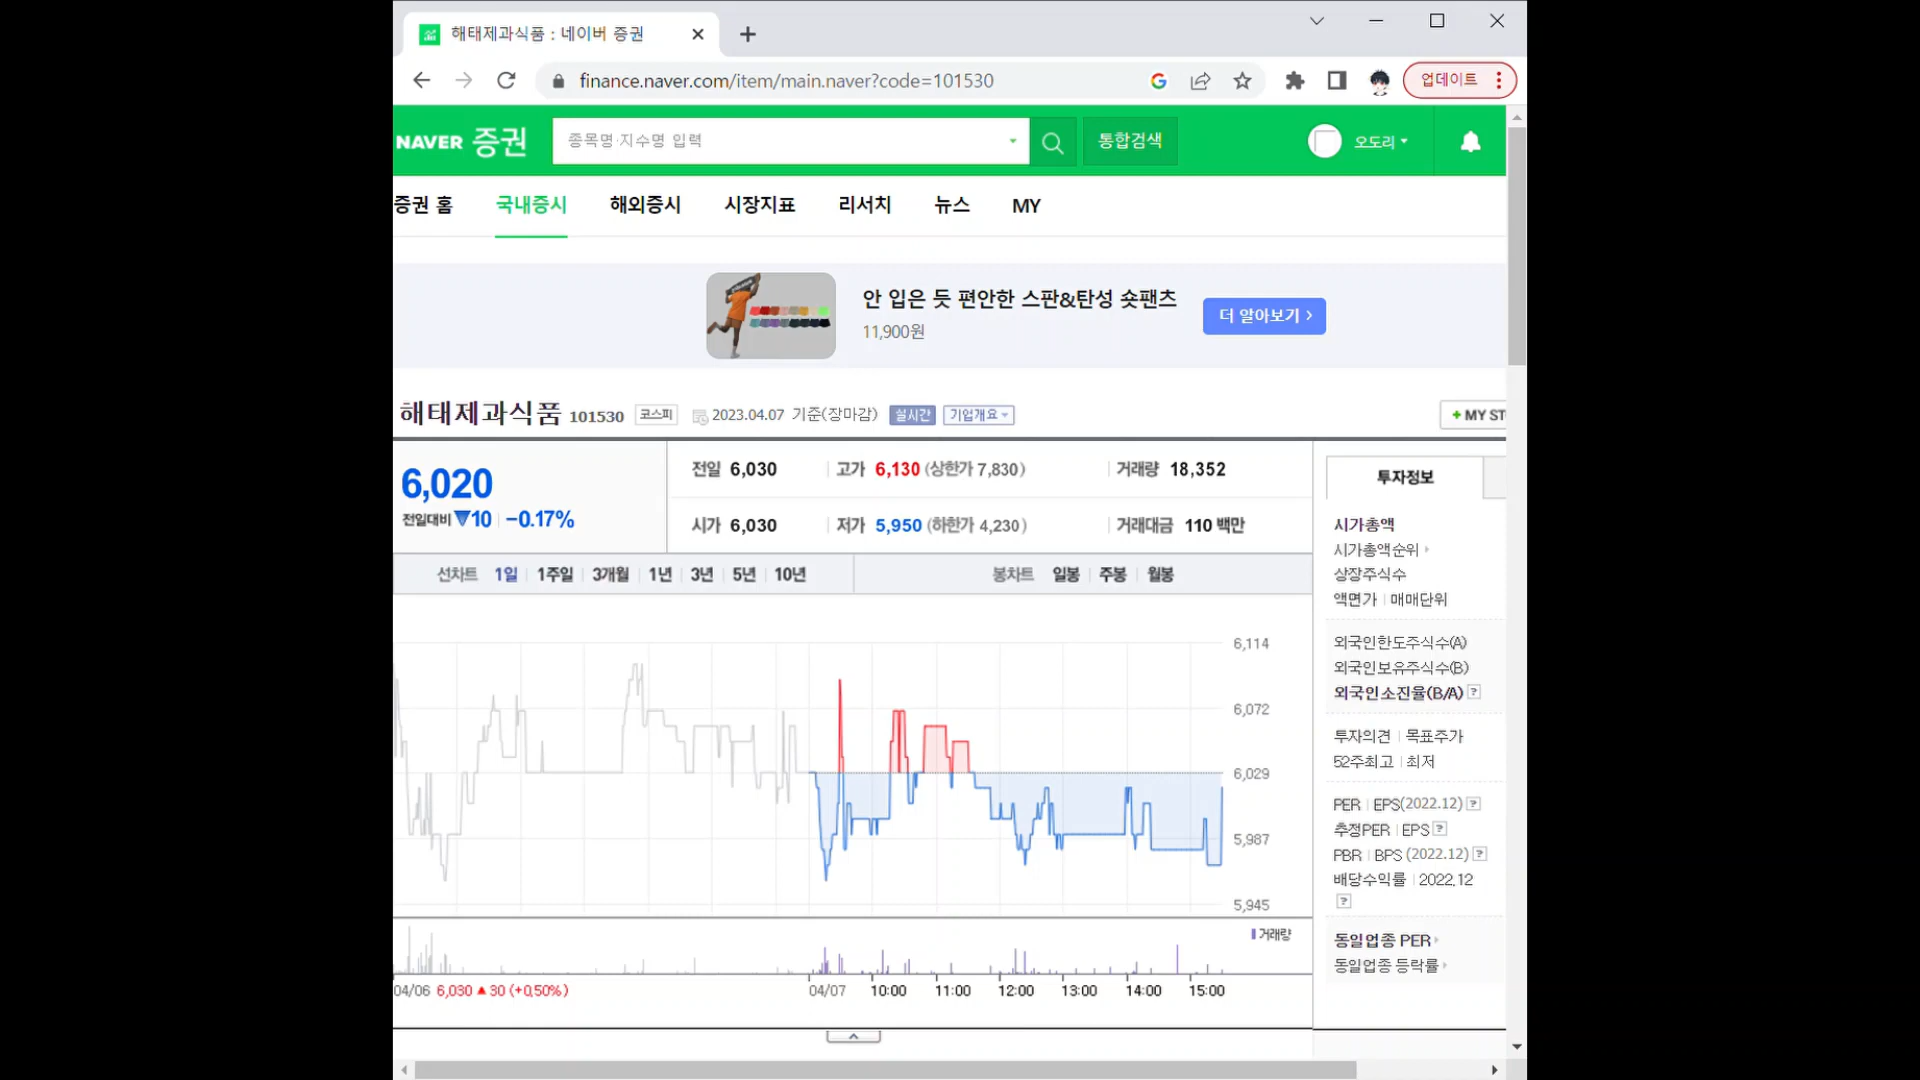 해태제과식품 : 네이버 증권
finance.naver.com/item/main.naver?code=101530
업데이트
NAVER 증권
종목명·지수명 입력
통합검색
오도리
증권 홈 국내증시 해외증시 시장지표 리서치 뉴스 MY
안 입은 듯 편안한 스판&탄성 숏팬츠
11,900원
더 알아보기
해태제과식품 101530 코스피 2023.04.07 기준(장마감) 실시간 기업개요
+ MY ST
6,020
전일대비 ▼10 -0.17%
전일 6,030 고가 6,130 (상한가 7,830) 거래량 18,352
시가 6,030 저가 5,950 (하한가 4,230) 거래대금 110 백만
선차트 1일 1주일 3개월 1년 3년 5년 10년 봉차트 일봉 주봉 월봉
6,114
6,072
6,029
5,987
5,945
거래량
04/06 6,030 ▲30 (+0,50%)
04/07 10:00 11:00 12:00 13:00 14:00 15:00
투자정보
시가총액
시가총액순위
상장주식수
액면가 매매단위
외국인한도주식수(A)
외국인보유주식수(B)
외국인소진율(B/A) ?
투자의견 목표주가
52주최고 최저
PER EPS(2022.12) ?
추정PER EPS ?
PBR BPS (2022.12) ?
배당수익률 2022.12
?
동일업종 PER
동일업종 등락률